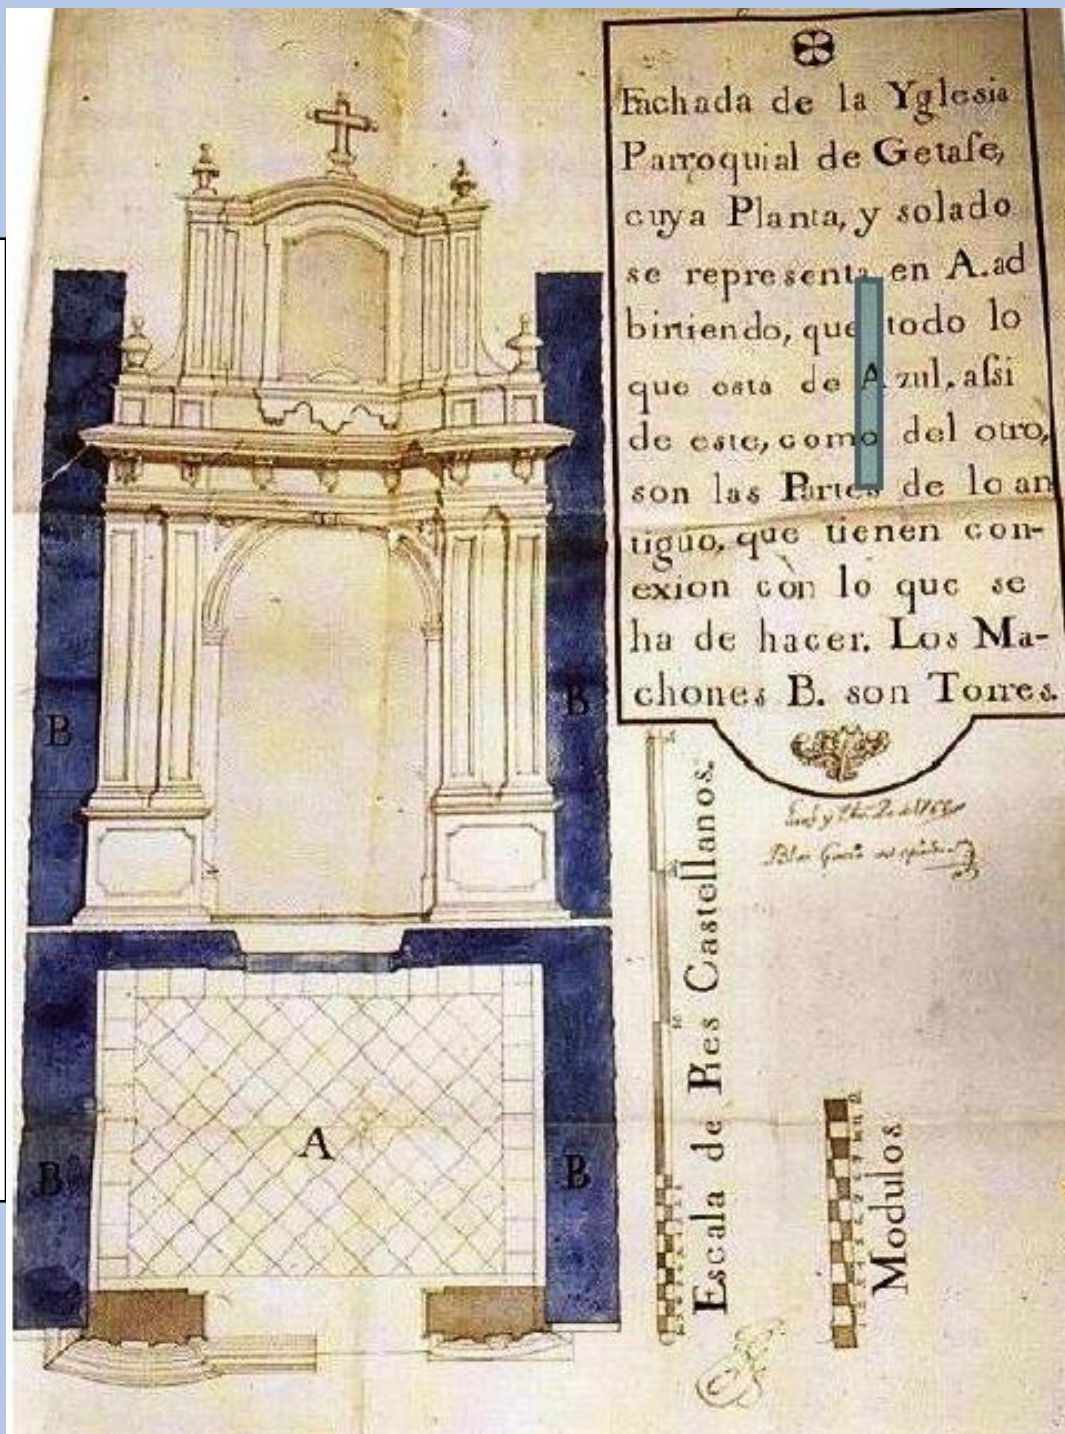 Fachada de la Yglesia
Parroquial de Getafe,
cuya Planta, y solado
se representa en A. ad
birtiendo, que todo lo
que esta de Azul, assi
de este, como del otro,
son las Partes de lo an
tiguo, que tienen con-
exion con lo que se
ha de hacer. Los Ma-
chones B. son Torres.
B
B
A
B
B
Escala de Pies Castellanos.
Modulos